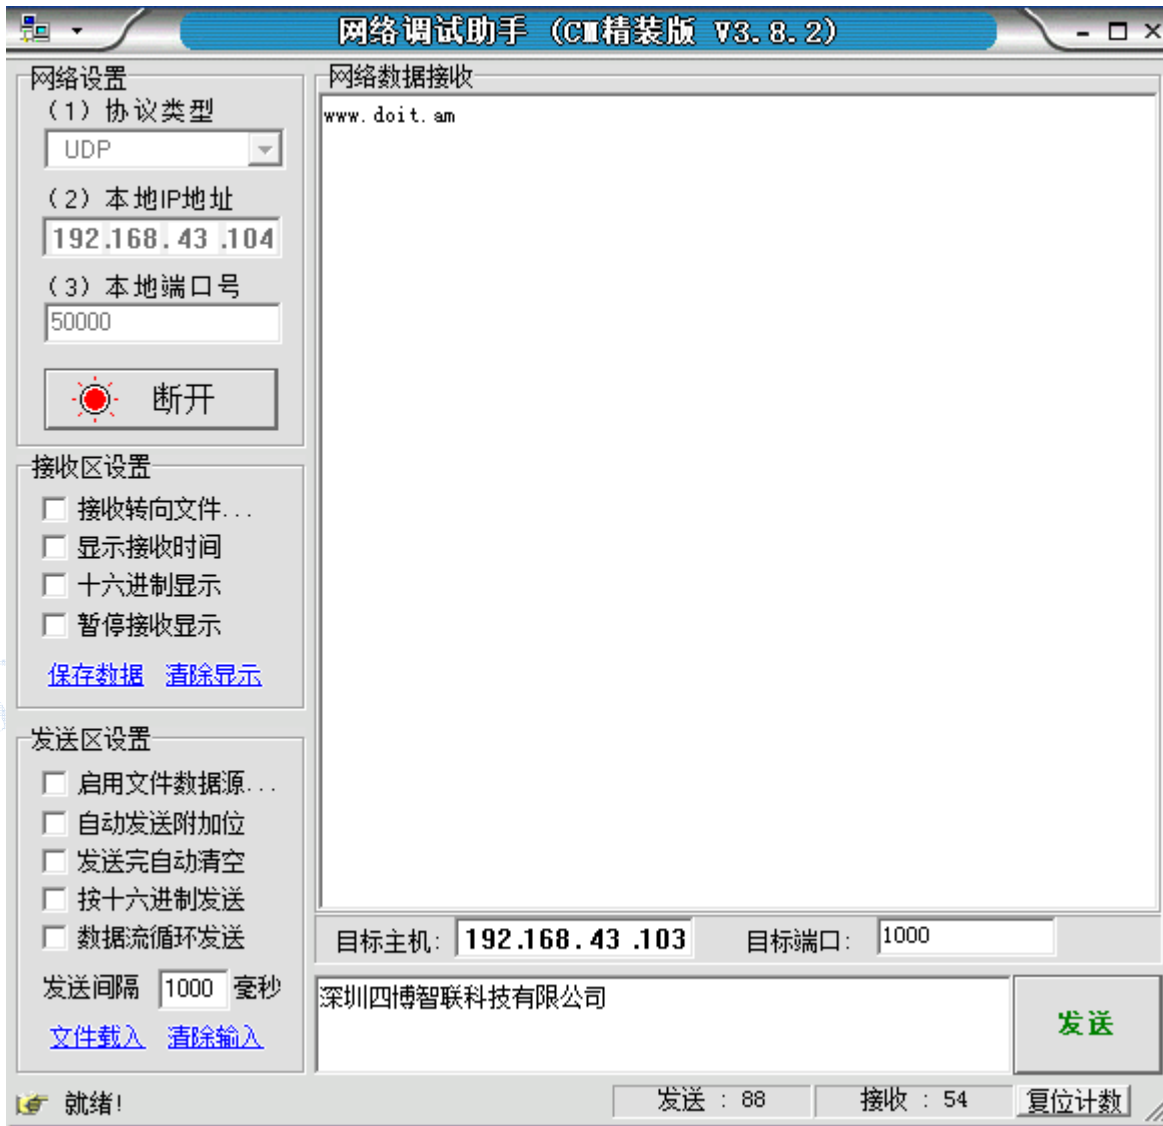 网络调试助手 (CM精装版 V3.8.2)
网络设置
(1) 协议类型
UDP
(2) 本地IP地址
192.168.43.104
(3) 本地端口号
50000
断开
接收区设置
接收转向文件...
显示接收时间
十六进制显示
暂停接收显示
保存数据 清除显示
发送区设置
启用文件数据源...
自动发送附加位
发送完自动清空
按十六进制发送
数据流循环发送
发送间隔 1000 毫秒
文件载入 清除输入
网络数据接收
www.doit.am
目标主机: 192.168.43.103 目标端口: 1000
深圳四博智联科技有限公司
发送
就绪! 发送 : 88 接收 : 54 复位计数